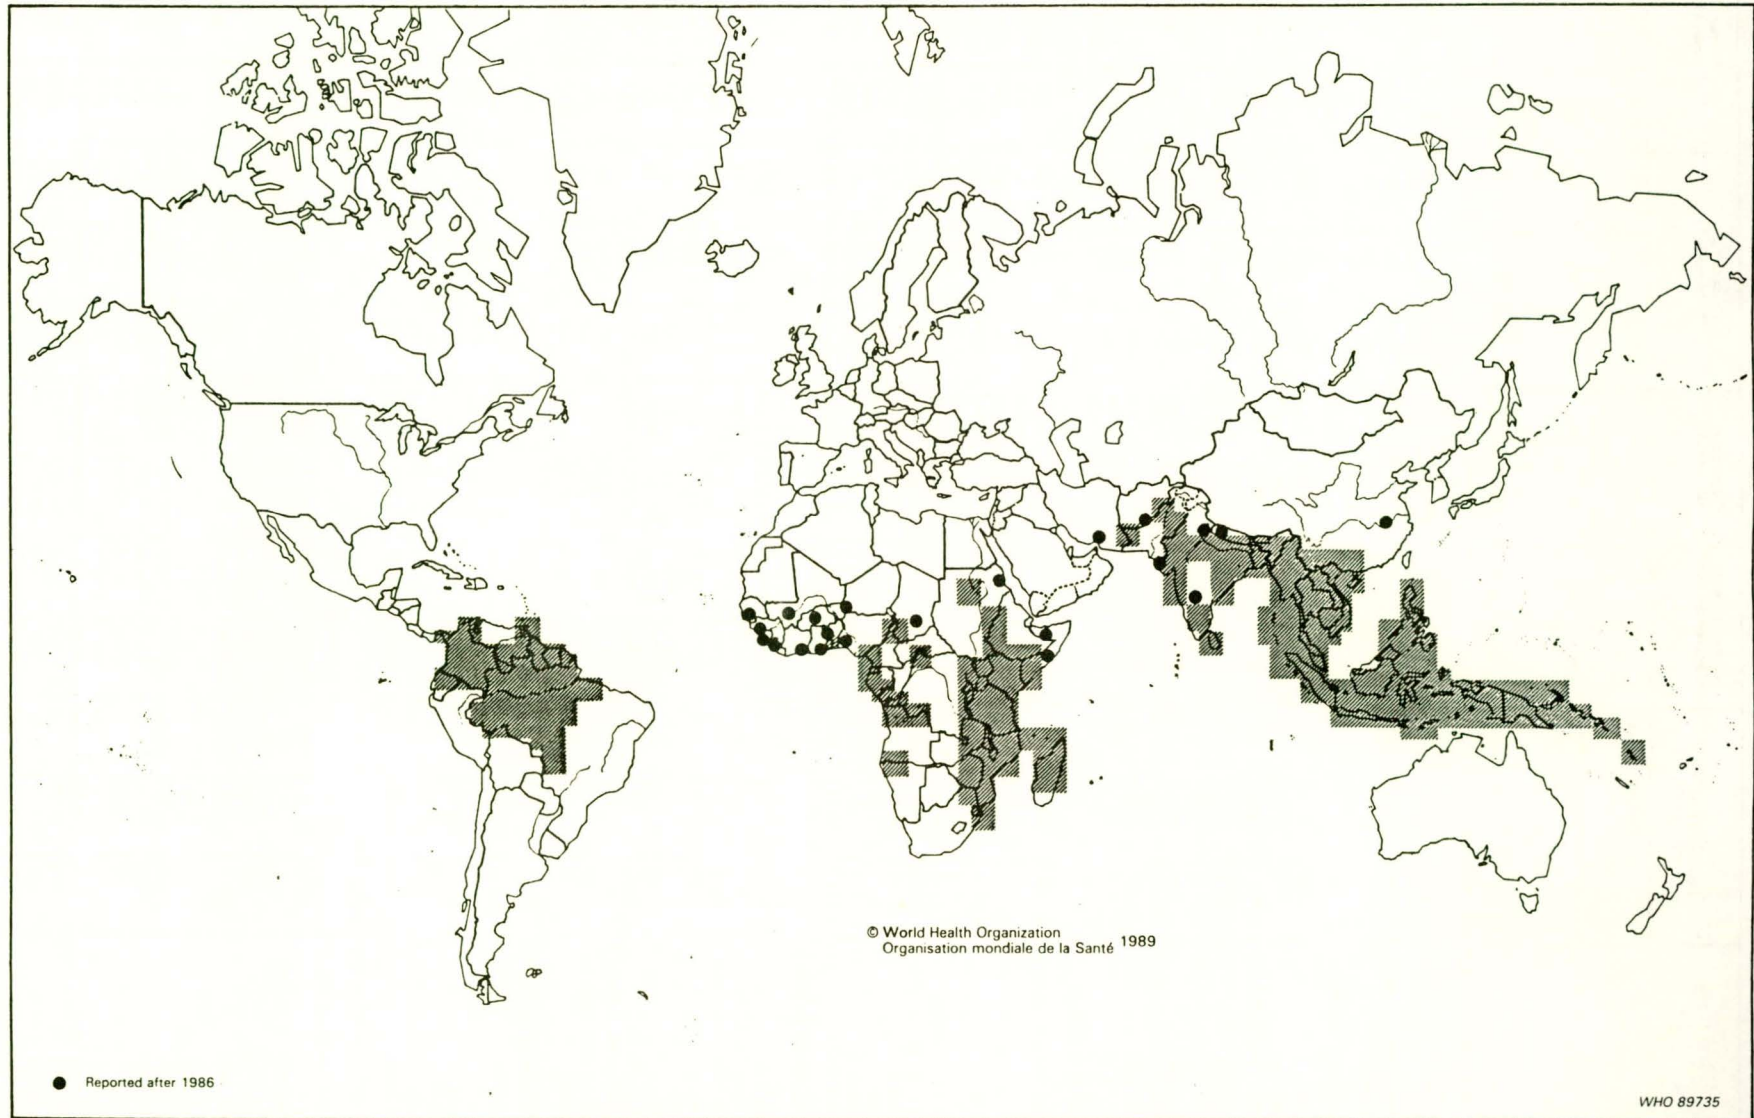 © World Health Organization
Organisation mondiale de la Santé 1989
● Reported after 1986
WHO 89735